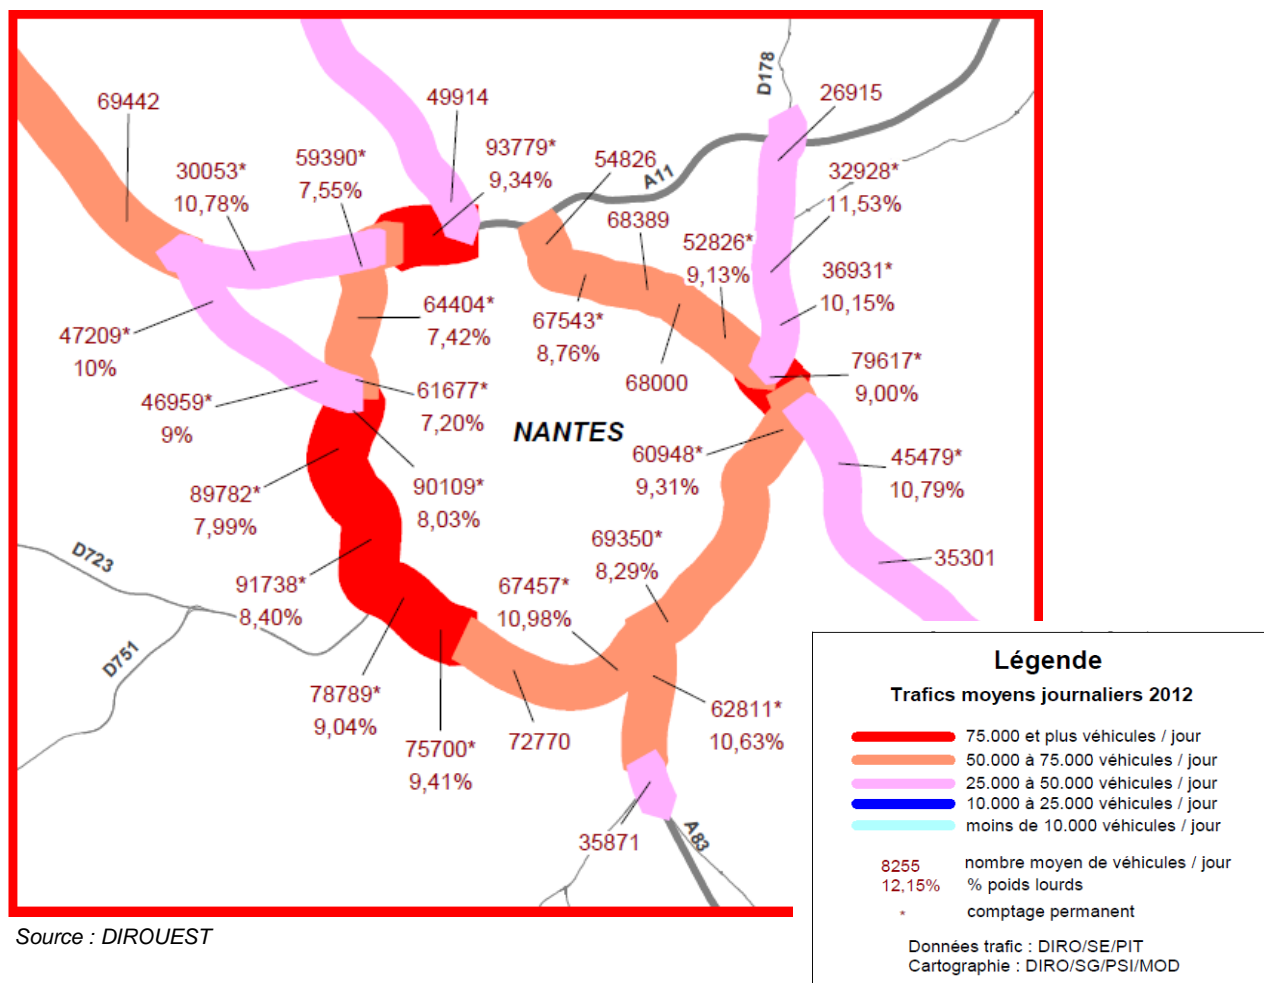 69442
49914
D178
26915
30053*
10,78%
59390*
7,55%
93779*
9,34%
54826
A11
32928*
11,53%
68389
52826*
9,13%
36931*
10,15%
47209*
10%
64404*
7,42%
67543*
8,76%
68000
79617*
9,00%
46959*
9%
61677*
7,20%
NANTES
60948*
9,31%
45479*
10,79%
89782*
7,99%
90109*
8,03%
D723
69350*
8,29%
35301
91738*
8,40%
67457*
10,98%
D751
78789*
9,04%
75700*
9,41%
72770
62811*
10,63%
35871
A83
Légende
Trafics moyens journaliers 2012
75.000 et plus véhicules / jour
50.000 à 75.000 véhicules / jour
25.000 à 50.000 véhicules / jour
10.000 à 25.000 véhicules / jour
moins de 10.000 véhicules / jour
8255 nombre moyen de véhicules / jour
12,15% % poids lourds
* comptage permanent
Données trafic : DIRO/SE/PIT
Cartographie : DIRO/SG/PSI/MOD
Source : DIROUEST